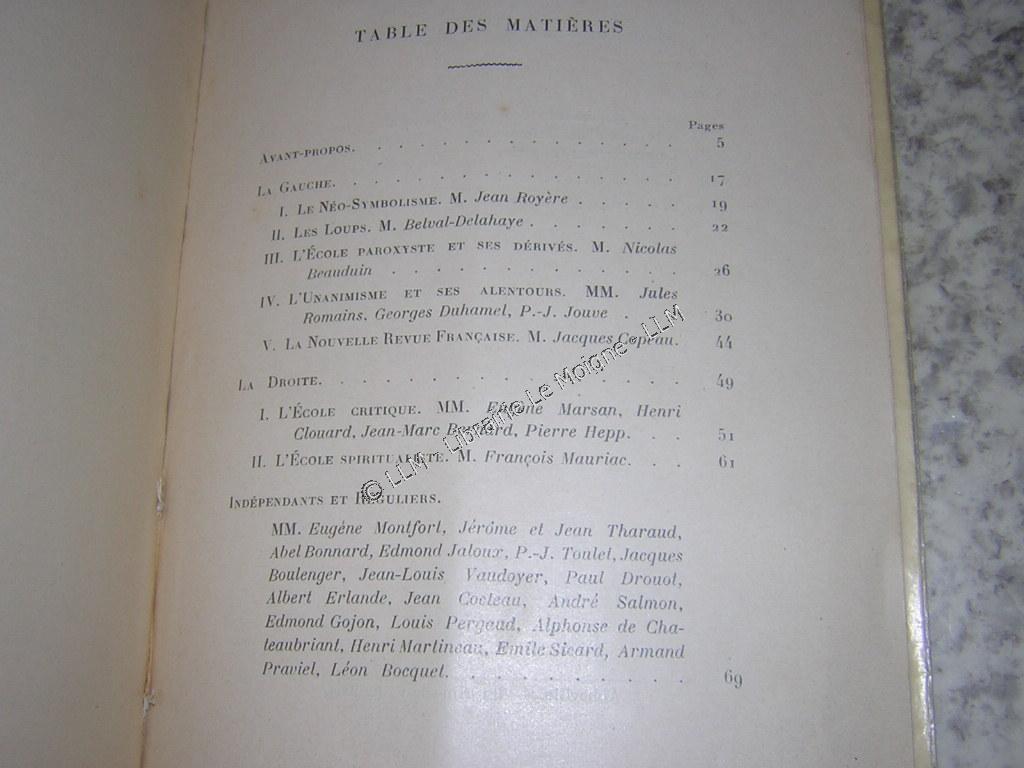 TABLE DES MATIÈRES
Pages
AVANT-PROPOS. . . . . . . . . . . . . . 5
LA GAUCHE. . . . . . . . . . . . . . . 17
I. LE NÉO-SYMBOLISME. M. Jean Royère . . . . . 19
II. LES LOUPS. M. Belval-Delahaye . . . . . . . 22
III. L'ÉCOLE PAROXYSTE ET SES DÉRIVÉS. M. Nicolas
Beauduin . . . . . . . . . . . . . 26
IV. L'UNANIMISME ET SES ALENTOURS. MM. Jules
Romains, Georges Duhamel, P.-J. Jouve . . . 30
V. LA NOUVELLE REVUE FRANÇAISE. M. Jacques Copeau. 44
LA DROITE. . . . . . . . . . . . . . . 49
I. L'ÉCOLE CRITIQUE. MM. Eugène Marsan, Henri
Clouard, Jean-Marc Bernard, Pierre Hepp. . . 51
II. L'ÉCOLE SPIRITUALISTE. M. François Mauriac. . . 61
INDÉPENDANTS ET RÉGULIERS.
MM. Eugène Montfort, Jérôme et Jean Tharaud,
Abel Bonnard, Edmond Jaloux, P.-J. Toulet, Jacques
Boulenger, Jean-Louis Vaudoyer, Paul Drouot,
Albert Erlande, Jean Cocteau, André Salmon,
Edmond Gojon, Louis Pergaud, Alphonse de Cha-
teaubriant, Henri Martineau, Emile Sicard, Armand
Praviel, Léon Bocquet. . . . . . . . . . . 69
© LLM - Librairie Le Moigne - LLM